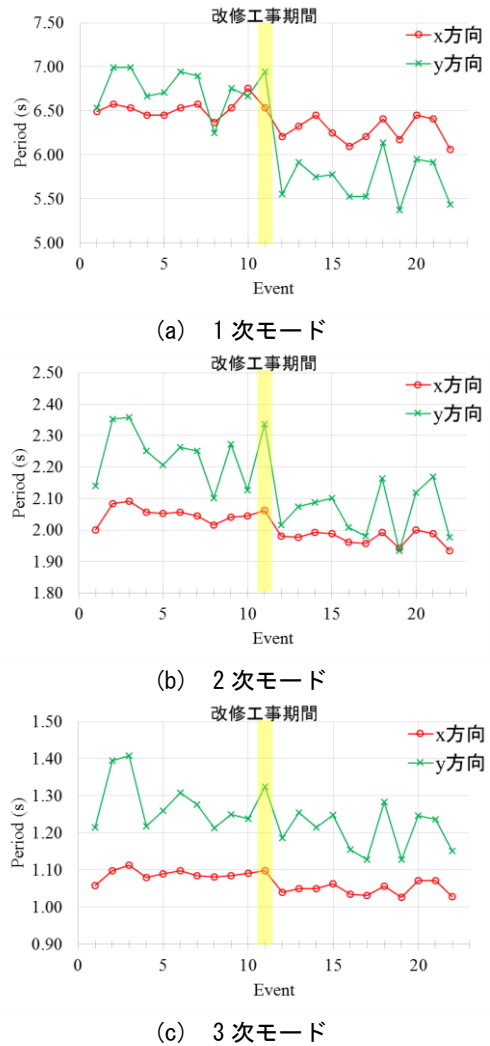 改修工事期間
7.50
7.00
6.50
6.00
5.50
5.00
Period (s)
x方向
y方向
0 5 10 15 20
Event
(a) 1次モード
改修工事期間
2.50
2.40
2.30
2.20
2.10
2.00
1.90
1.80
Period (s)
x方向
y方向
0 5 10 15 20
Event
(b) 2次モード
改修工事期間
1.50
1.40
1.30
1.20
1.10
1.00
0.90
Period (s)
x方向
y方向
0 5 10 15 20
Event
(c) 3次モード